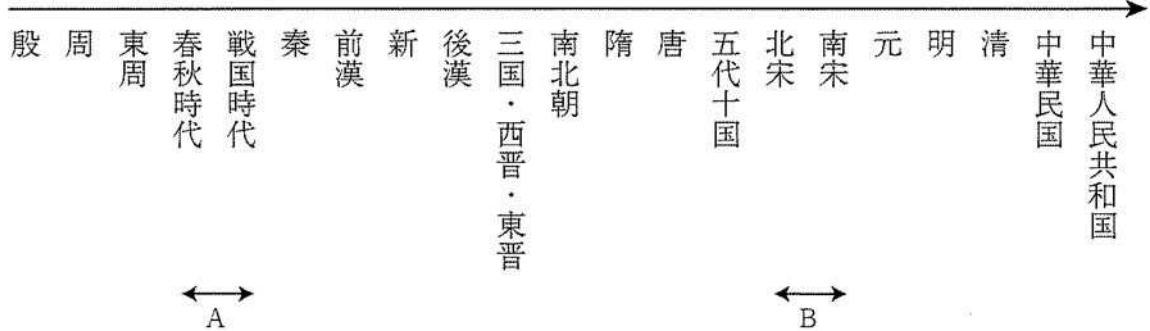 殷
周
東周
春秋時代
戦国時代
秦
前漢
新
後漢
三国・西晋・東晋
南北朝
隋
唐
五代十国
北宋
南宋
元
明
清
中華民国
中華人民共和国
A
B